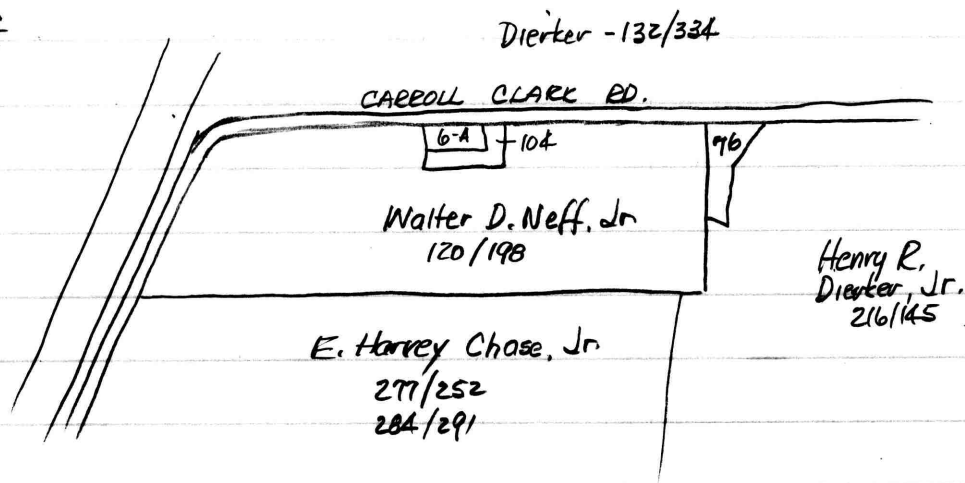 Dierker - 132/334
CARROLL CLARK RD.
6-A
104
76
Walter D. Neff, Jr
120/198
Henry R.
Dierker, Jr.
216/145
E. Harvey Chase, Jr
277/252
284/291